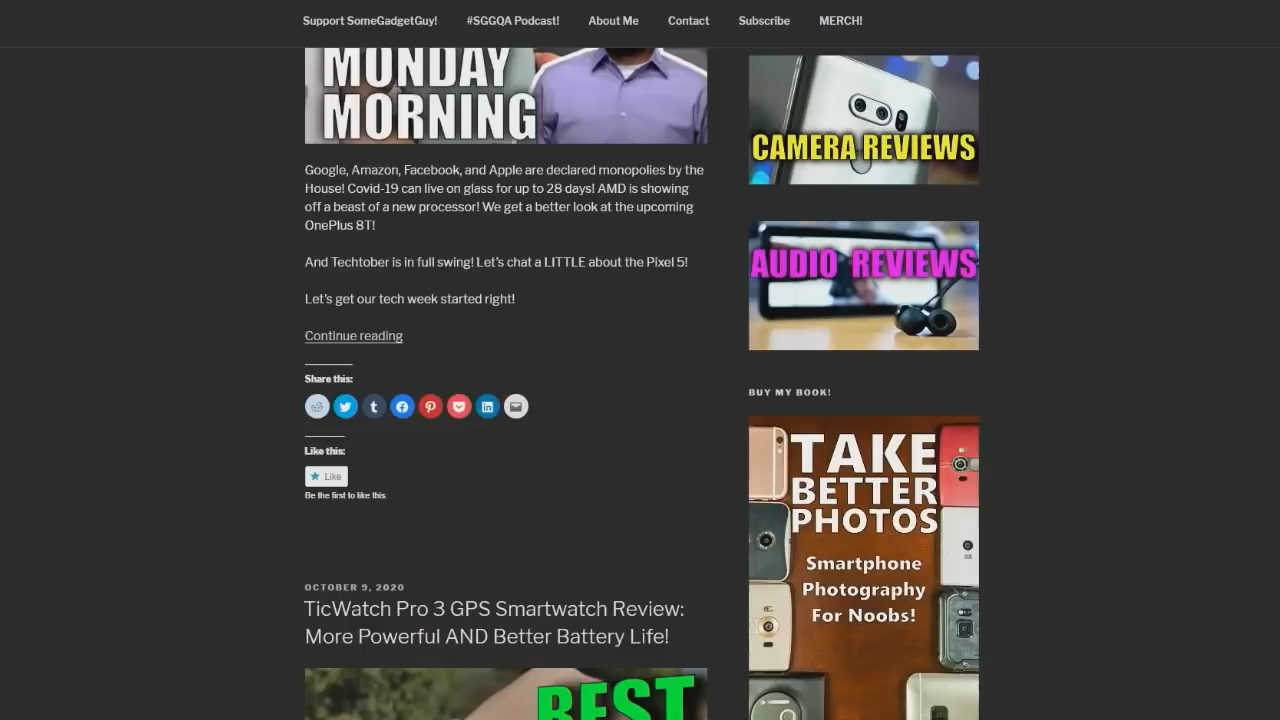 Support SomeGadgetGuy! #SGGQA Podcast! About Me Contact Subscribe MERCH!
MONDAY
MORNING
Google, Amazon, Facebook, and Apple are declared monopolies by the
House! Covid-19 can live on glass for up to 28 days! AMD is showing
off a beast of a new processor! We get a better look at the upcoming
OnePlus 8T!
And Techtober is in full swing! Let's chat a LITTLE about the Pixel 5!
Let's get our tech week started right!
Continue reading
Share this:
Like this:
Like
Be the first to like this.
OCTOBER 9, 2020
TicWatch Pro 3 GPS Smartwatch Review:
More Powerful AND Better Battery Life!
BEST
CAMERA REVIEWS
AUDIO REVIEWS
BUY MY BOOK!
TAKE
BETTER
PHOTOS
Smartphone
Photography
For Noobs!